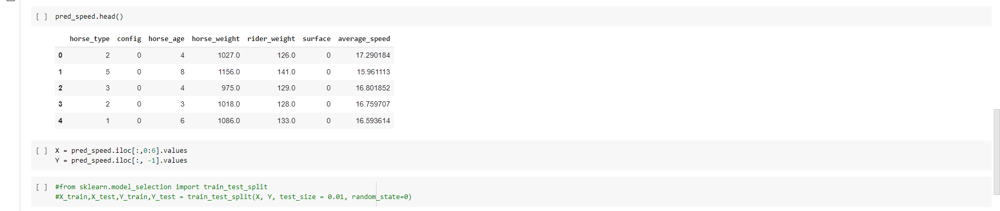 [ ] pred_speed.head()
horse_type config horse_age horse_weight rider_weight surface average_speed
0 2 0 4 1027.0 126.0 0 17.290184
1 5 0 8 1156.0 141.0 0 15.961113
2 3 0 4 975.0 129.0 0 16.801852
3 2 0 3 1018.0 128.0 0 16.759707
4 1 0 6 1086.0 133.0 0 16.593614
[ ] X = pred_speed.iloc[:,0:6].values
Y = pred_speed.iloc[:, -1].values
[ ] #from sklearn.model_selection import train_test_split
#X_train,X_test,Y_train,Y_test = train_test_split(X, Y, test_size = 0.01, random_state=0)